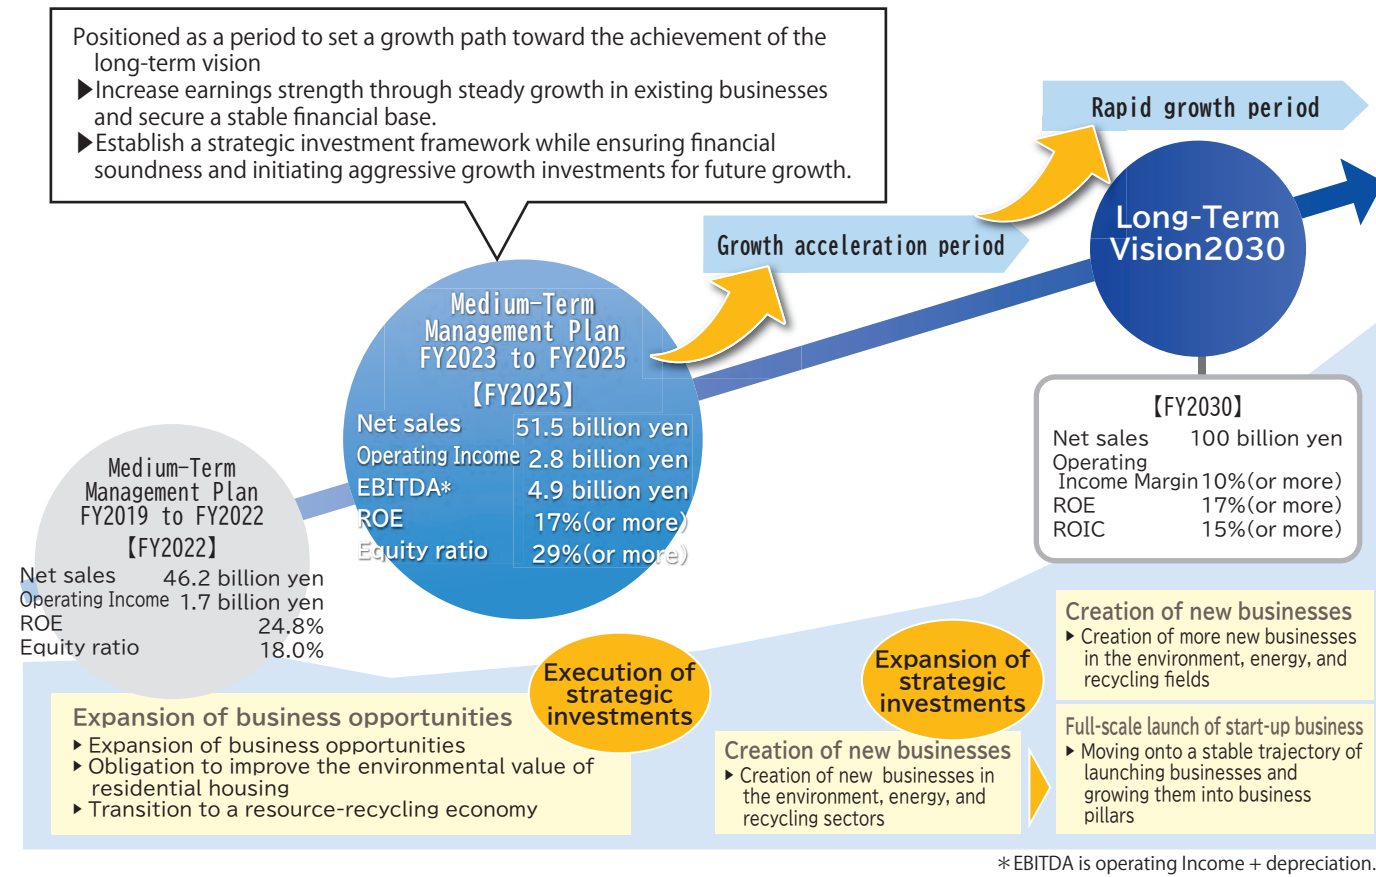 Positioned as a period to set a growth path toward the achievement of the
long-term vision
▶Increase earnings strength through steady growth in existing businesses
and secure a stable financial base.
▶Establish a strategic investment framework while ensuring financial
soundness and initiating aggressive growth investments for future growth.
Rapid growth period
Growth acceleration period
Long-Term
Vision2030
Medium-Term
Management Plan
FY2023 to FY2025
【FY2025】
Net sales 51.5 billion yen
Operating Income 2.8 billion yen
EBITDA* 4.9 billion yen
ROE 17%(or more)
Equity ratio 29%(or more)
【FY2030】
Net sales 100 billion yen
Operating
Income Margin 10%(or more)
ROE 17%(or more)
ROIC 15%(or more)
Medium-Term
Management Plan
FY2019 to FY2022
【FY2022】
Net sales 46.2 billion yen
Operating Income 1.7 billion yen
ROE 24.8%
Equity ratio 18.0%
Execution of
strategic
investments
Expansion of
strategic
investments
Expansion of business opportunities
▶ Expansion of business opportunities
▶ Obligation to improve the environmental value of
residential housing
▶ Transition to a resource-recycling economy
Creation of new businesses
▶ Creation of new businesses in
the environment, energy, and
recycling sectors
Creation of new businesses
▶ Creation of more new businesses
in the environment, energy, and
recycling fields
Full-scale launch of start-up business
▶ Moving onto a stable trajectory of
launching businesses and
growing them into business
pillars
＊EBITDA is operating Income + depreciation.